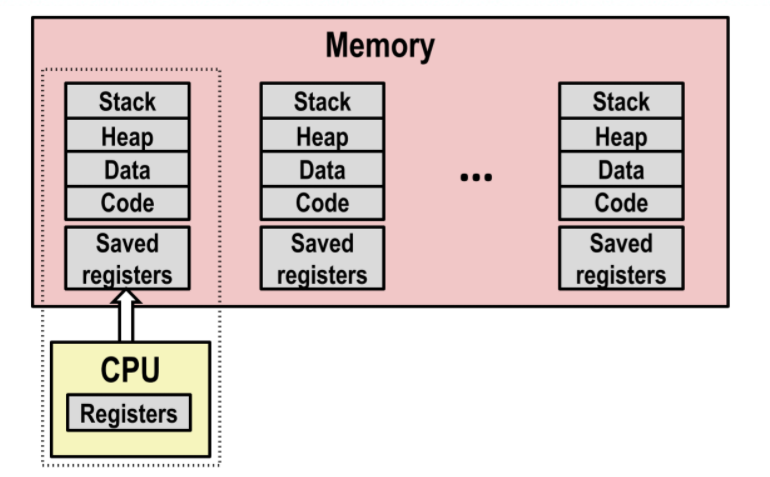 Memory
Stack
Heap
Data
Code
Saved
registers
Stack
Heap
Data
Code
Saved
registers
...
Stack
Heap
Data
Code
Saved
registers
CPU
Registers